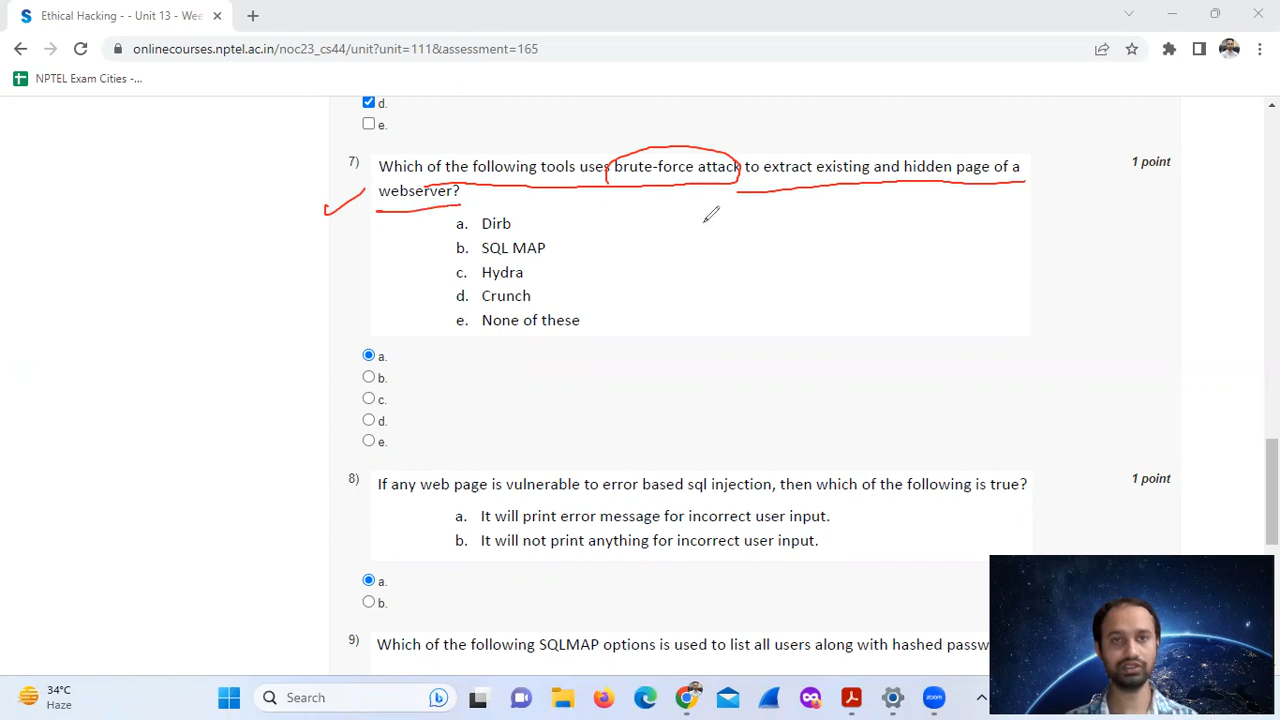 Ethical Hacking - - Unit 13 - Wee
onlinecourses.nptel.ac.in/noc23_cs44/unit?unit=111&assessment=165
NPTEL Exam Cities -...
d.
e.
7) Which of the following tools uses brute-force attack to extract existing and hidden page of a 1 point
webserver?
a. Dirb
b. SQL MAP
c. Hydra
d. Crunch
e. None of these
a.
b.
c.
d.
e.
8) If any web page is vulnerable to error based sql injection, then which of the following is true? 1 point
a. It will print error message for incorrect user input.
b. It will not print anything for incorrect user input.
a.
b.
9) Which of the following SQLMAP options is used to list all users along with hashed passw
34°C
Haze
Search
zoom